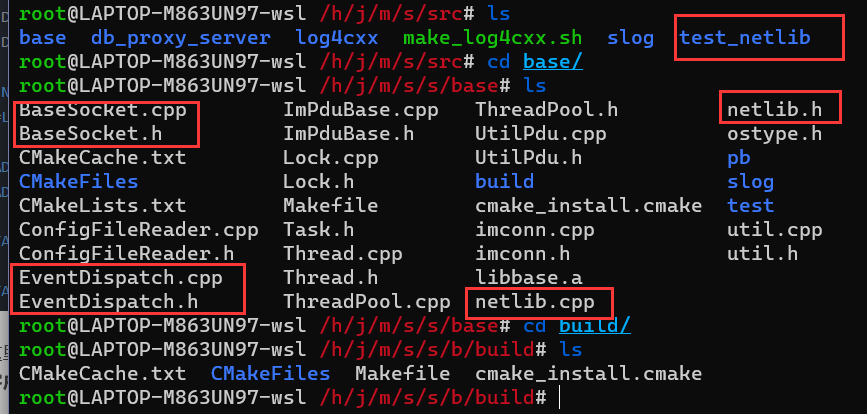 root@LAPTOP-M863UN97-wsl /h/j/m/s/src# ls
base  db_proxy_server  log4cxx  make_log4cxx.sh  slog  test_netlib
root@LAPTOP-M863UN97-wsl /h/j/m/s/src# cd base/
root@LAPTOP-M863UN97-wsl /h/j/m/s/s/base# ls
BaseSocket.cpp  ImPduBase.cpp  ThreadPool.h  netlib.h
BaseSocket.h  ImPduBase.h  UtilPdu.cpp  ostype.h
CMakeCache.txt  Lock.cpp  UtilPdu.h  pb
CMakeFiles  Lock.h  build  slog
CMakeLists.txt  Makefile  cmake_install.cmake  test
ConfigFileReader.cpp  Task.h  imconn.cpp  util.cpp
ConfigFileReader.h  Thread.cpp  imconn.h  util.h
EventDispatch.cpp  Thread.h  libbase.a
EventDispatch.h  ThreadPool.cpp  netlib.cpp
root@LAPTOP-M863UN97-wsl /h/j/m/s/s/base# cd build/
root@LAPTOP-M863UN97-wsl /h/j/m/s/s/b/build# ls
CMakeCache.txt  CMakeFiles  Makefile  cmake_install.cmake
root@LAPTOP-M863UN97-wsl /h/j/m/s/s/b/build#